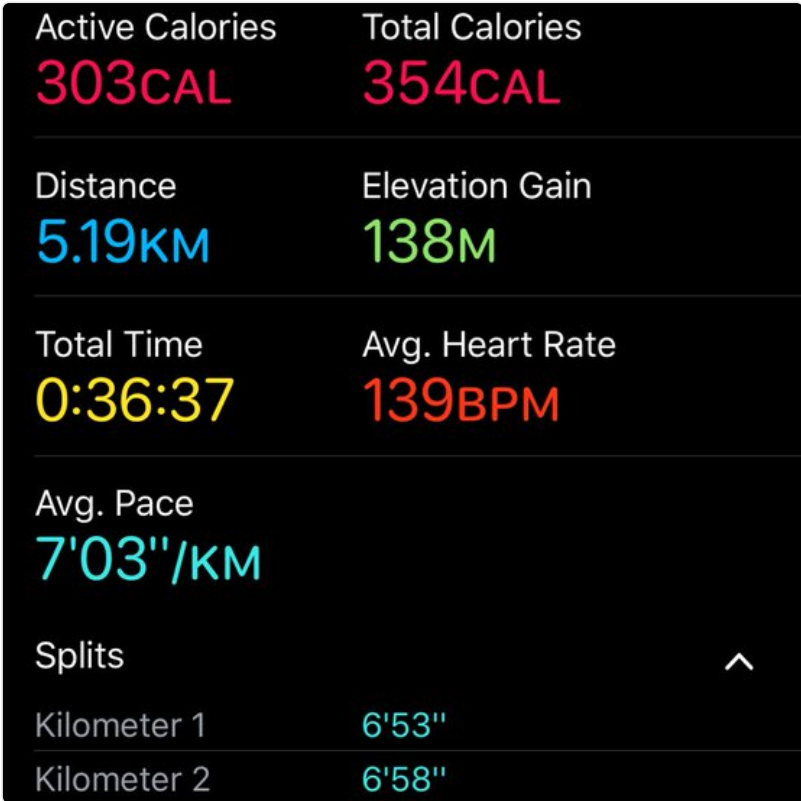 Active Calories Total Calories
303CAL 354CAL
Distance Elevation Gain
5.19KM 138M
Total Time Avg. Heart Rate
0:36:37 139BPM
Avg. Pace
7'03''/KM
Splits
Kilometer 1 6'53''
Kilometer 2 6'58''